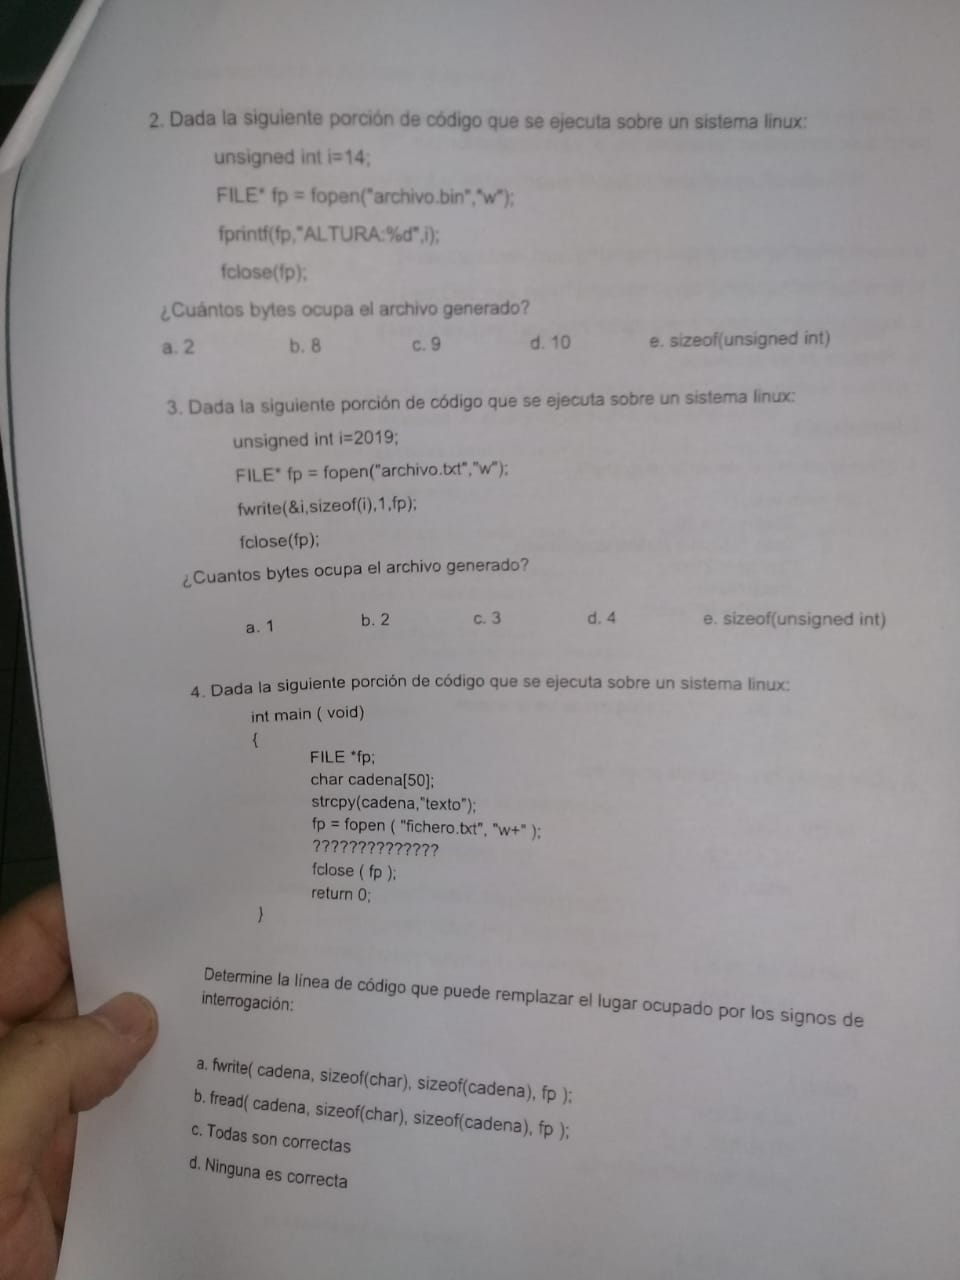 2. Dada la siguiente porción de código que se ejecuta sobre un sistema linux:
unsigned int i=14;
FILE* fp = fopen("archivo.bin","w");
fprintf(fp,"ALTURA:%d",i);
fclose(fp);
¿Cuántos bytes ocupa el archivo generado?
a. 2 b. 8 c. 9 d. 10 e. sizeof(unsigned int)
3. Dada la siguiente porción de código que se ejecuta sobre un sistema linux:
unsigned int i=2019;
FILE* fp = fopen("archivo.txt","w");
fwrite(&i,sizeof(i),1,fp);
fclose(fp);
¿Cuantos bytes ocupa el archivo generado?
a. 1 b. 2 c. 3 d. 4 e. sizeof(unsigned int)
4. Dada la siguiente porción de código que se ejecuta sobre un sistema linux:
int main ( void)
{
FILE *fp;
char cadena[50];
strcpy(cadena,"texto");
fp = fopen ( "fichero.txt", "w+" );
??????????????
fclose ( fp );
return 0;
}
Determine la línea de código que puede remplazar el lugar ocupado por los signos de
interrogación:
a. fwrite( cadena, sizeof(char), sizeof(cadena), fp );
b. fread( cadena, sizeof(char), sizeof(cadena), fp );
c. Todas son correctas
d. Ninguna es correcta